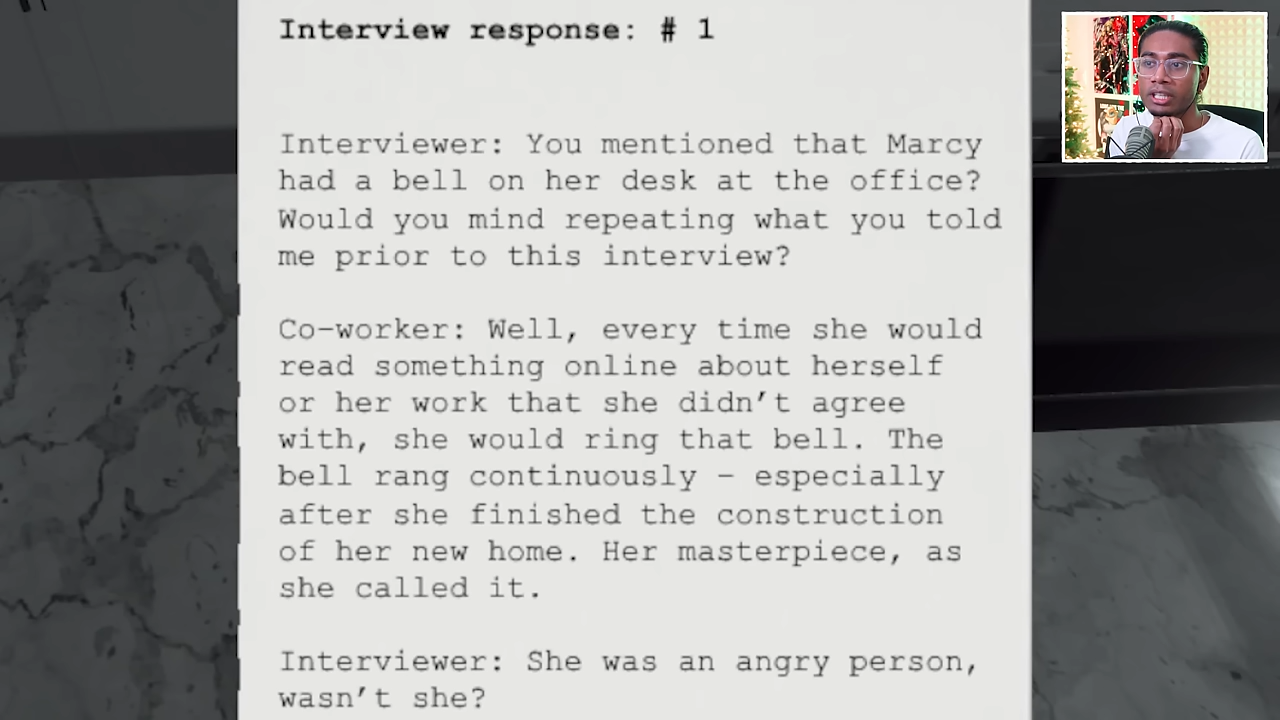 Interview response: # 1
Interviewer: You mentioned that Marcy
had a bell on her desk at the office?
Would you mind repeating what you told
me prior to this interview?
Co-worker: Well, every time she would
read something online about herself
or her work that she didn't agree
with, she would ring that bell. The
bell rang continuously – especially
after she finished the construction
of her new home. Her masterpiece, as
she called it.
Interviewer: She was an angry person,
wasn't she?